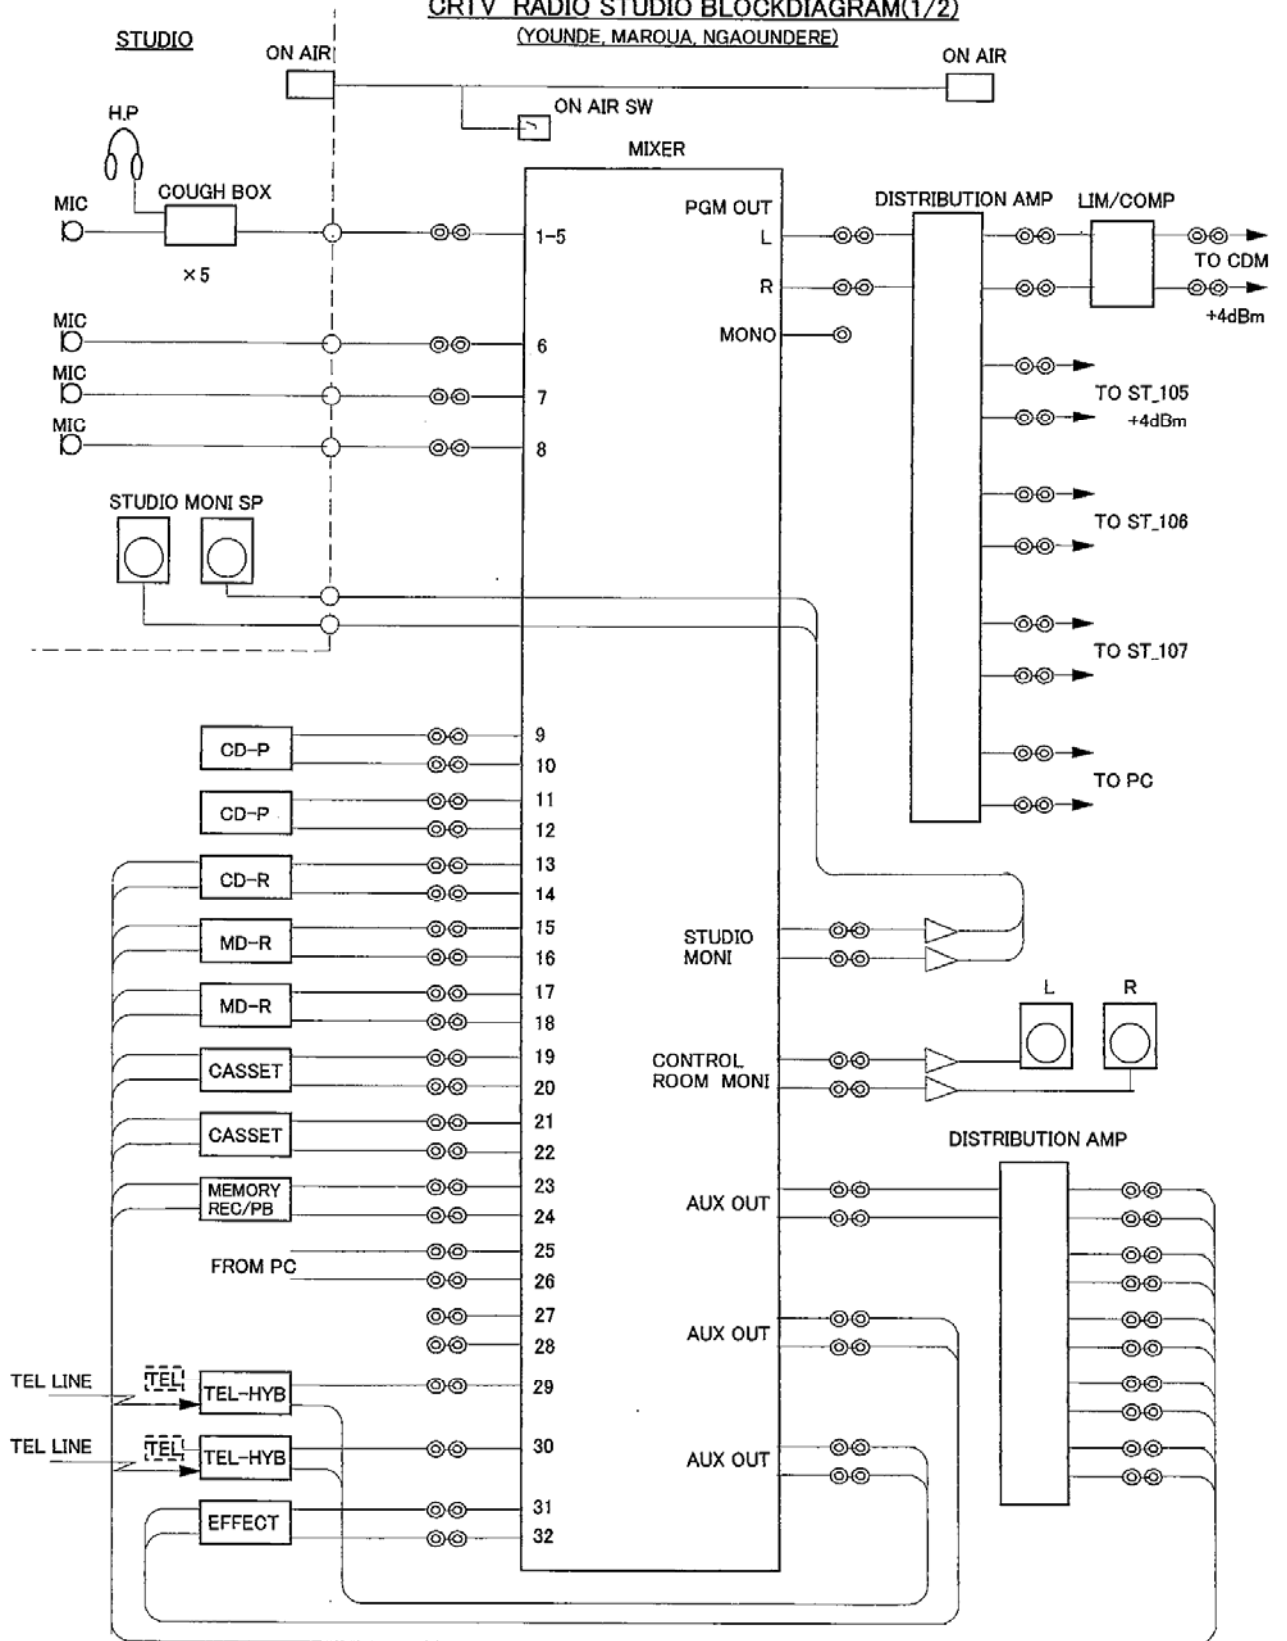 CRTV RADIO STUDIO BLOCKDIAGRAM(1/2)
(YOUNDE, MAROUA, NGAOUNDERE)
STUDIO
ON AIR
ON AIR
ON AIR SW
H.P
MIXER
MIC
COUGH BOX
×5
1-5
PGM OUT
L
R
MONO
DISTRIBUTION AMP
LIM/COMP
TO CDM
+4dBm
MIC
6
MIC
7
MIC
8
TO ST_105
+4dBm
STUDIO MONI SP
TO ST_106
TO ST_107
TO PC
CD-P
9
10
CD-P
11
12
CD-R
13
14
MD-R
15
16
STUDIO
MONI
MD-R
17
18
L
R
CASSET
19
20
CONTROL
ROOM MONI
CASSET
21
22
DISTRIBUTION AMP
MEMORY
REC/PB
23
24
AUX OUT
FROM PC
25
26
27
28
AUX OUT
TEL LINE
TEL
TEL-HYB
29
TEL LINE
TEL
TEL-HYB
30
AUX OUT
EFFECT
31
32